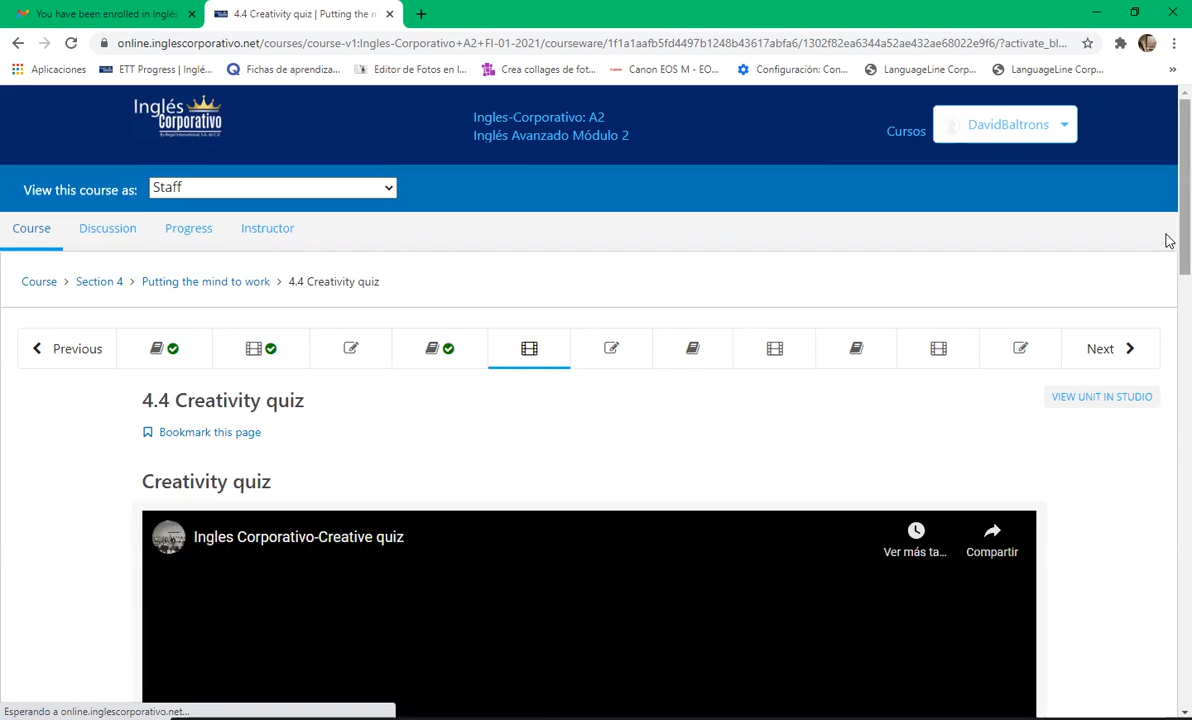 You have been enrolled in Inglés
4.4 Creativity quiz | Putting the m
online.inglescorporativo.net/courses/course-v1:Ingles-Corporativo+A2+FI-01-2021/courseware/1f1a1aafb5fd4497b1248b43617abfa6/1302f82ea6344a52ae432ae68022e9f6/?activate_bl...
Aplicaciones
ETT Progress | Inglé...
Fichas de aprendiza...
Editor de Fotos en l...
Crea collages de fot...
Canon EOS M - EO...
Configuración: Con...
LanguageLine Corp...
LanguageLine Corp...
»
Inglés
Corporativo
Ingles-Corporativo: A2
Inglés Avanzado Módulo 2
Cursos
DavidBaltrons
View this course as:
Staff
Course
Discussion
Progress
Instructor
Course > Section 4 > Putting the mind to work > 4.4 Creativity quiz
Previous
Next
4.4 Creativity quiz
VIEW UNIT IN STUDIO
Bookmark this page
Creativity quiz
Ingles Corporativo-Creative quiz
Ver más ta...
Compartir
Esperando a online.inglescorporativo.net...